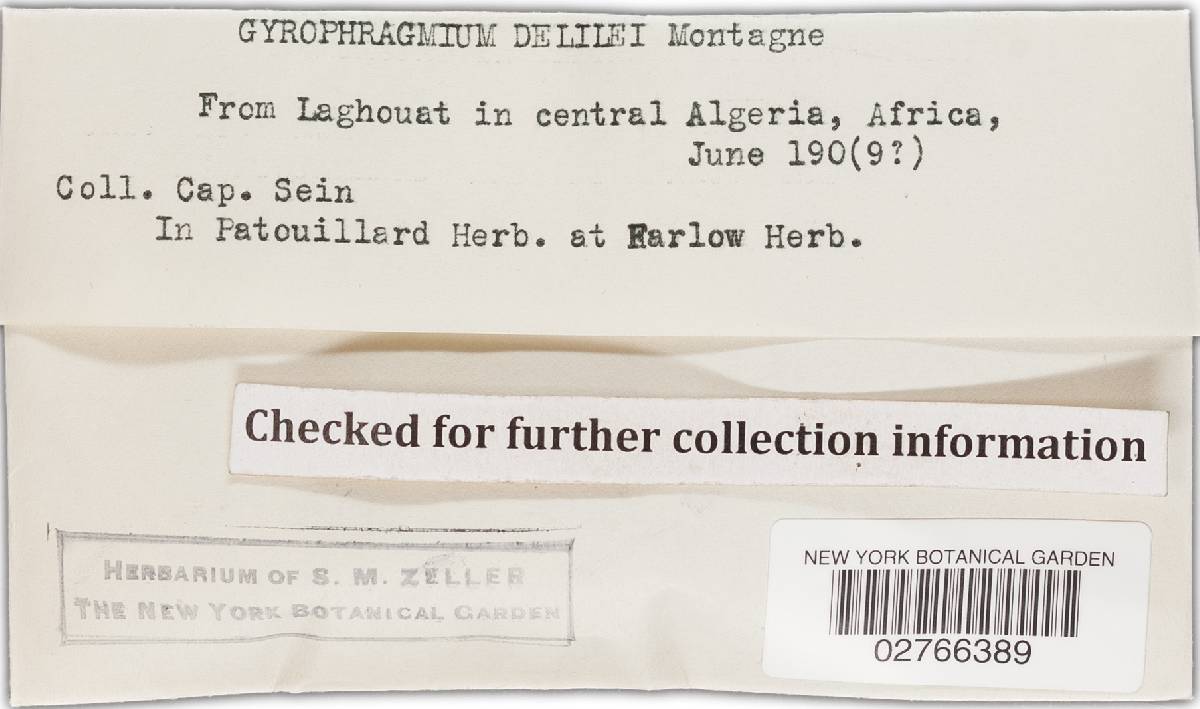 GYROPHRAGMIUM DELILEI Montagne
From Laghouat in central Algeria, Africa,
June 190(9?)
Coll. Cap. Sein
In Patouillard Herb. at Farlow Herb.
Checked for further collection information
HERBARIUM OF S. M. ZELLER
THE NEW YORK BOTANICAL GARDEN
NEW YORK BOTANICAL GARDEN
02766389